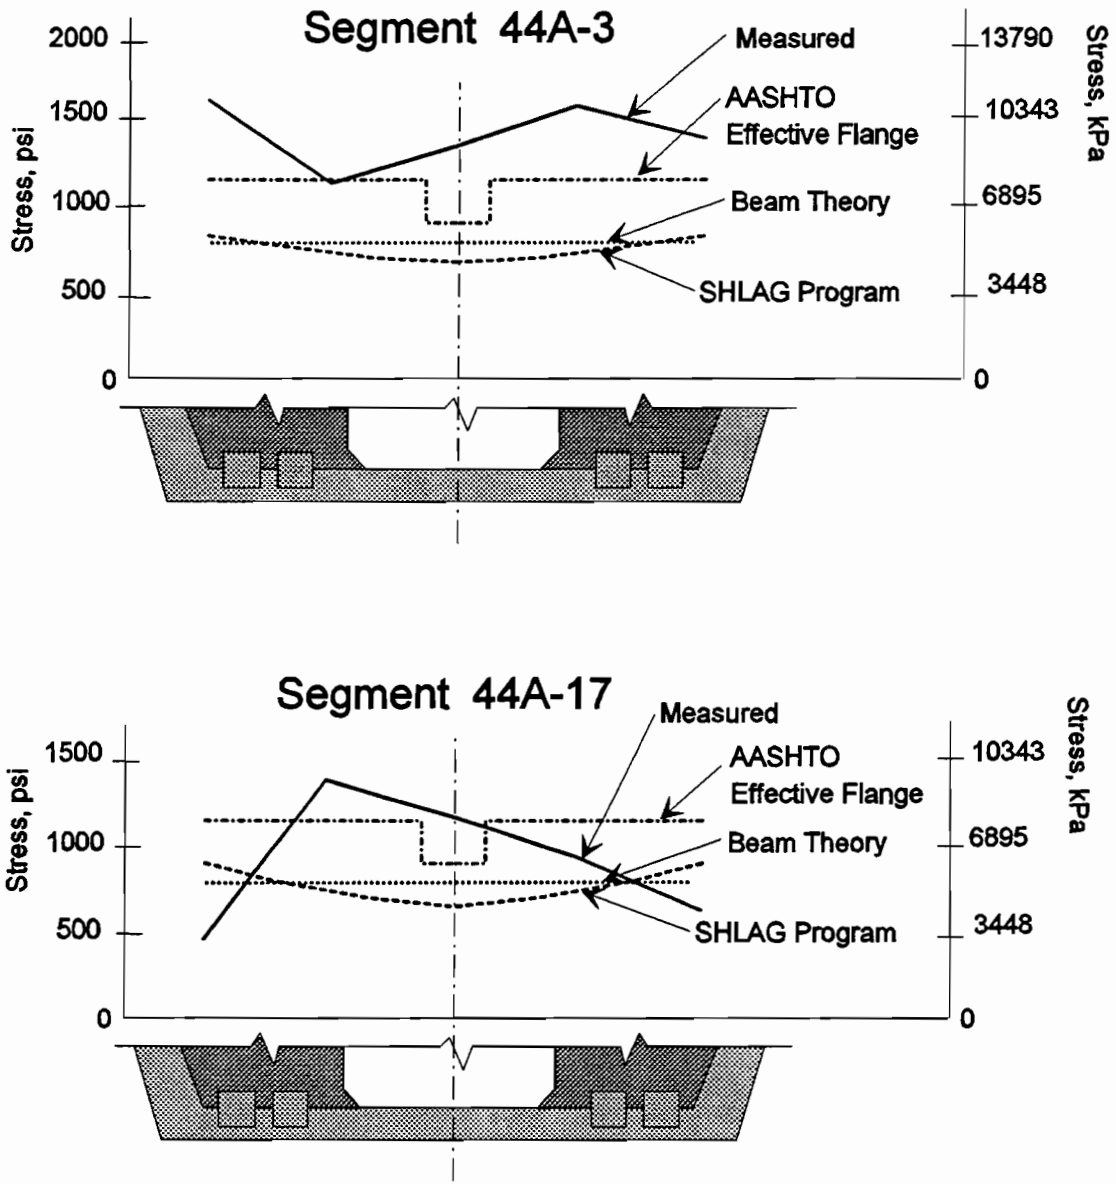 Segment 44A-3
2000
1500
1000
500
0
Stress, psi
13790
10343
6895
3448
0
Stress, kPa
Measured
AASHTO
Effective Flange
Beam Theory
SHLAG Program
Segment 44A-17
1500
1000
500
0
Stress, psi
10343
6895
3448
0
Stress, kPa
Measured
AASHTO
Effective Flange
Beam Theory
SHLAG Program